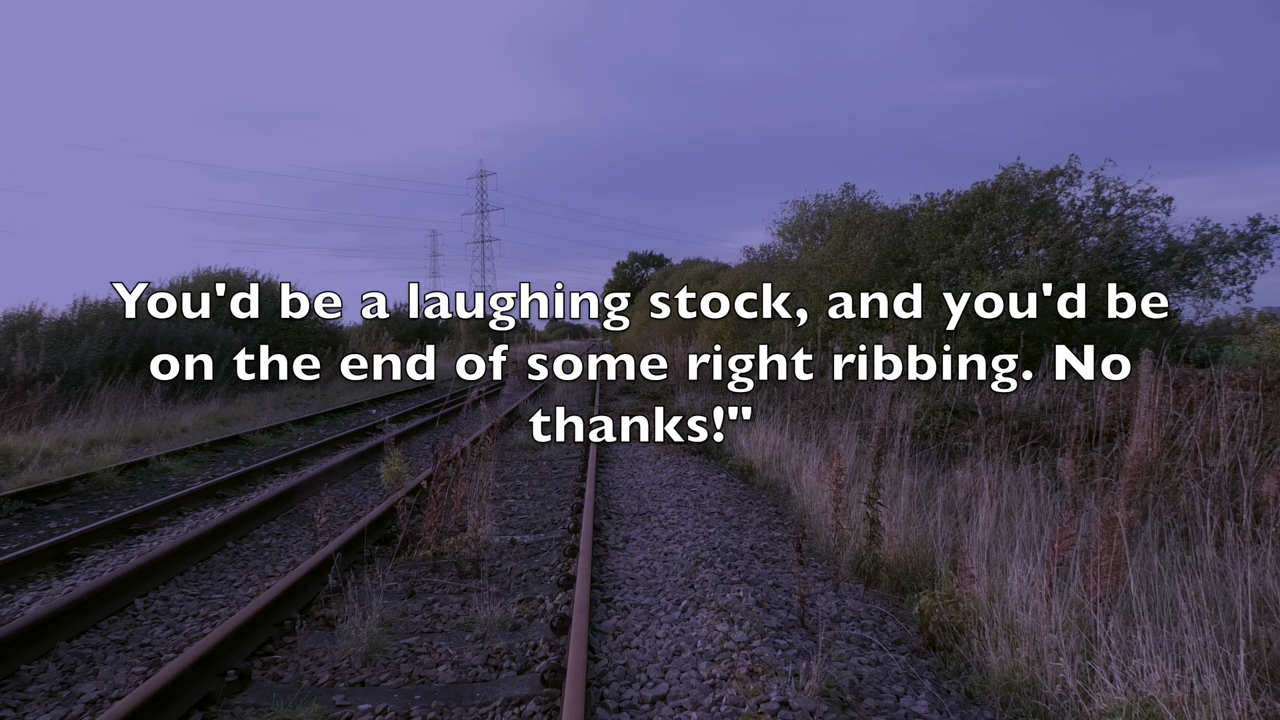 You'd be a laughing stock, and you'd be
on the end of some right ribbing. No
thanks!"